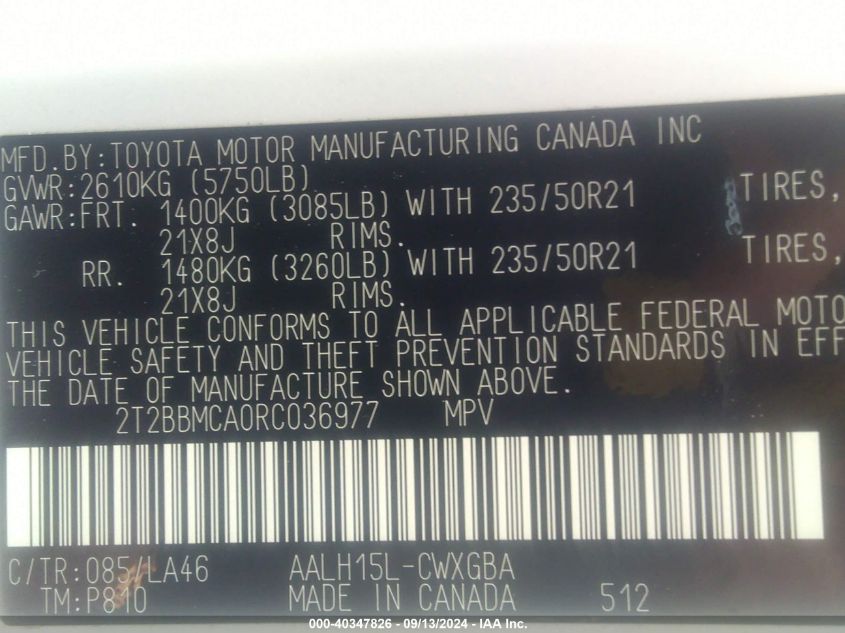 MFD.BY:TOYOTA MOTOR MANUFACTURING CANADA INC
GVWR:2610KG (5750LB)
GAWR:FRT. 1400KG (3085LB) WITH 235/50R21 TIRES,
21X8J RIMS.
RR. 1480KG (3260LB) WITH 235/50R21 TIRES,
21X8J RIMS.
THIS VEHICLE CONFORMS TO ALL APPLICABLE FEDERAL MOTO
VEHICLE SAFETY AND THEFT PREVENTION STANDARDS IN EFF
THE DATE OF MANUFACTURE SHOWN ABOVE.
2T2BBMCA0RC036977 MPV
C/TR:085/LA46 AALH15L-CWXGBA
TM:P810 MADE IN CANADA 512
000-40347826 - 09/13/2024 - IAA Inc.